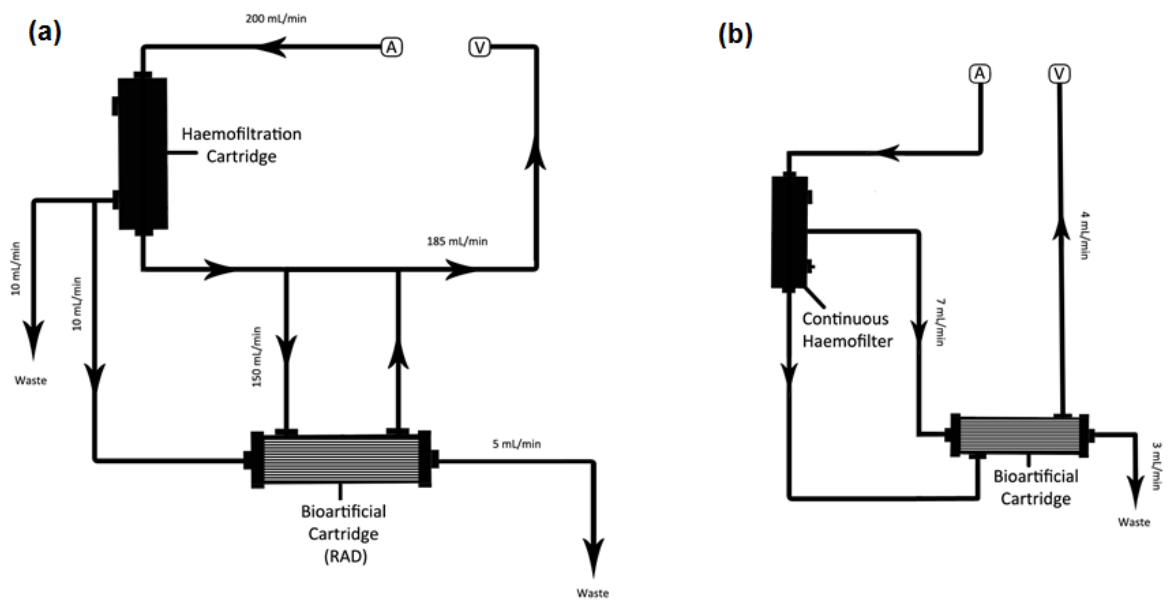 (a)
200 mL/min
A
V
Haemofiltration
Cartridge
185 mL/min
10 mL/min
10 mL/min
150 mL/min
Waste
5 mL/min
Bioartificial
Cartridge
(RAD)
Waste
(b)
A
V
4 mL/min
Continuous
Haemofilter
7 mL/min
Bioartificial
Cartridge
3 mL/min
Waste